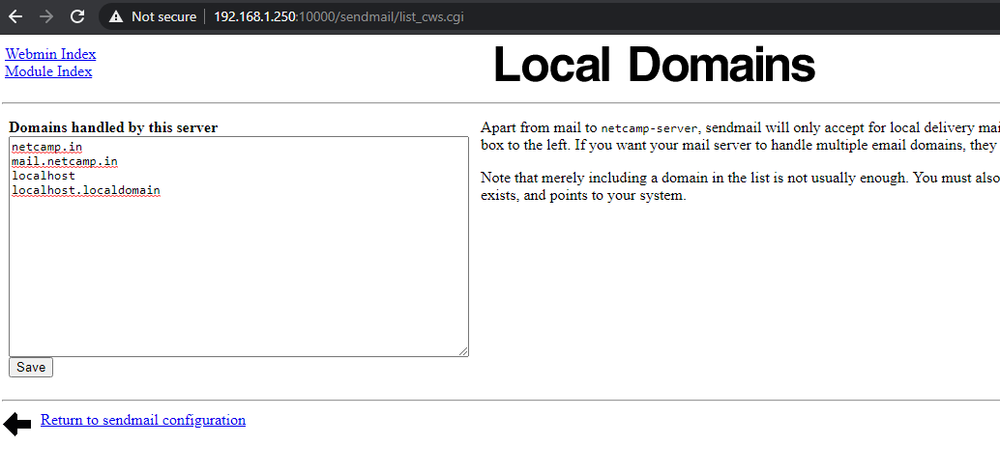 Not secure | 192.168.1.250:10000/sendmail/list_cws.cgi
Webmin Index
Module Index
Local Domains
Domains handled by this server
netcamp.in
mail.netcamp.in
localhost
localhost.localdomain
Save
Apart from mail to netcamp-server, sendmail will only accept for local delivery mai
box to the left. If you want your mail server to handle multiple email domains, they
Note that merely including a domain in the list is not usually enough. You must also
exists, and points to your system.
Return to sendmail configuration